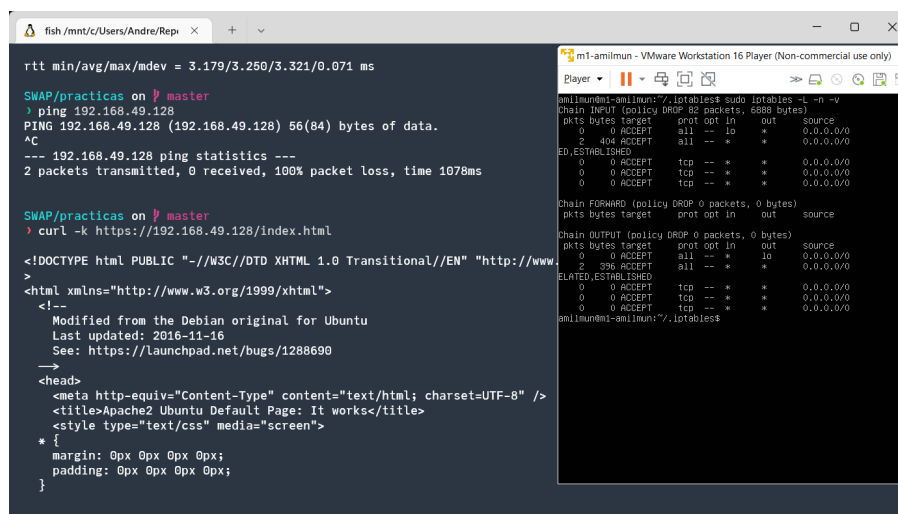 fish /mnt/c/Users/Andre/Rep
rtt min/avg/max/mdev = 3.179/3.250/3.321/0.071 ms
SWAP/practicas on master
❯ ping 192.168.49.128
PING 192.168.49.128 (192.168.49.128) 56(84) bytes of data.
^C
--- 192.168.49.128 ping statistics ---
2 packets transmitted, 0 received, 100% packet loss, time 1078ms
SWAP/practicas on master
❯ curl -k https://192.168.49.128/index.html
<!DOCTYPE html PUBLIC "-//W3C//DTD XHTML 1.0 Transitional//EN" "http://www.
>
<html xmlns="http://www.w3.org/1999/xhtml">
<!--
Modified from the Debian original for Ubuntu
Last updated: 2016-11-16
See: https://launchpad.net/bugs/1288690
-->
<head>
<meta http-equiv="Content-Type" content="text/html; charset=UTF-8" />
<title>Apache2 Ubuntu Default Page: It works</title>
<style type="text/css" media="screen">
* {
margin: 0px 0px 0px 0px;
padding: 0px 0px 0px 0px;
}
m1-amilmun - VMware Workstation 16 Player (Non-commercial use only)
Player
amilmun@m1-amilmun:~/.iptables$ sudo iptables -L -n -v
Chain INPUT (policy DROP 82 packets, 6888 bytes)
pkts bytes target prot opt in out source
0 0 ACCEPT all -- lo * 0.0.0.0/0
2 404 ACCEPT all -- * * 0.0.0.0/0
ED,ESTABLISHED
0 0 ACCEPT tcp -- * * 0.0.0.0/0
0 0 ACCEPT tcp -- * * 0.0.0.0/0
0 0 ACCEPT tcp -- * * 0.0.0.0/0
Chain FORWARD (policy DROP 0 packets, 0 bytes)
pkts bytes target prot opt in out source
Chain OUTPUT (policy DROP 0 packets, 0 bytes)
pkts bytes target prot opt in out source
0 0 ACCEPT all -- * lo 0.0.0.0/0
2 396 ACCEPT all -- * * 0.0.0.0/0
ELATED,ESTABLISHED
0 0 ACCEPT tcp -- * * 0.0.0.0/0
0 0 ACCEPT tcp -- * * 0.0.0.0/0
0 0 ACCEPT tcp -- * * 0.0.0.0/0
amilmun@m1-amilmun:~/.iptables$